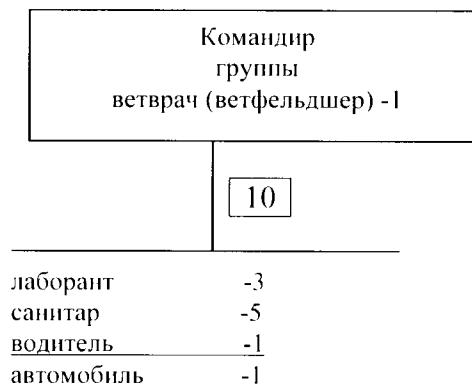 Командир
группы
ветврач (ветфельдшер) -1
10
лаборант -3
санитар -5
водитель -1
автомобиль -1